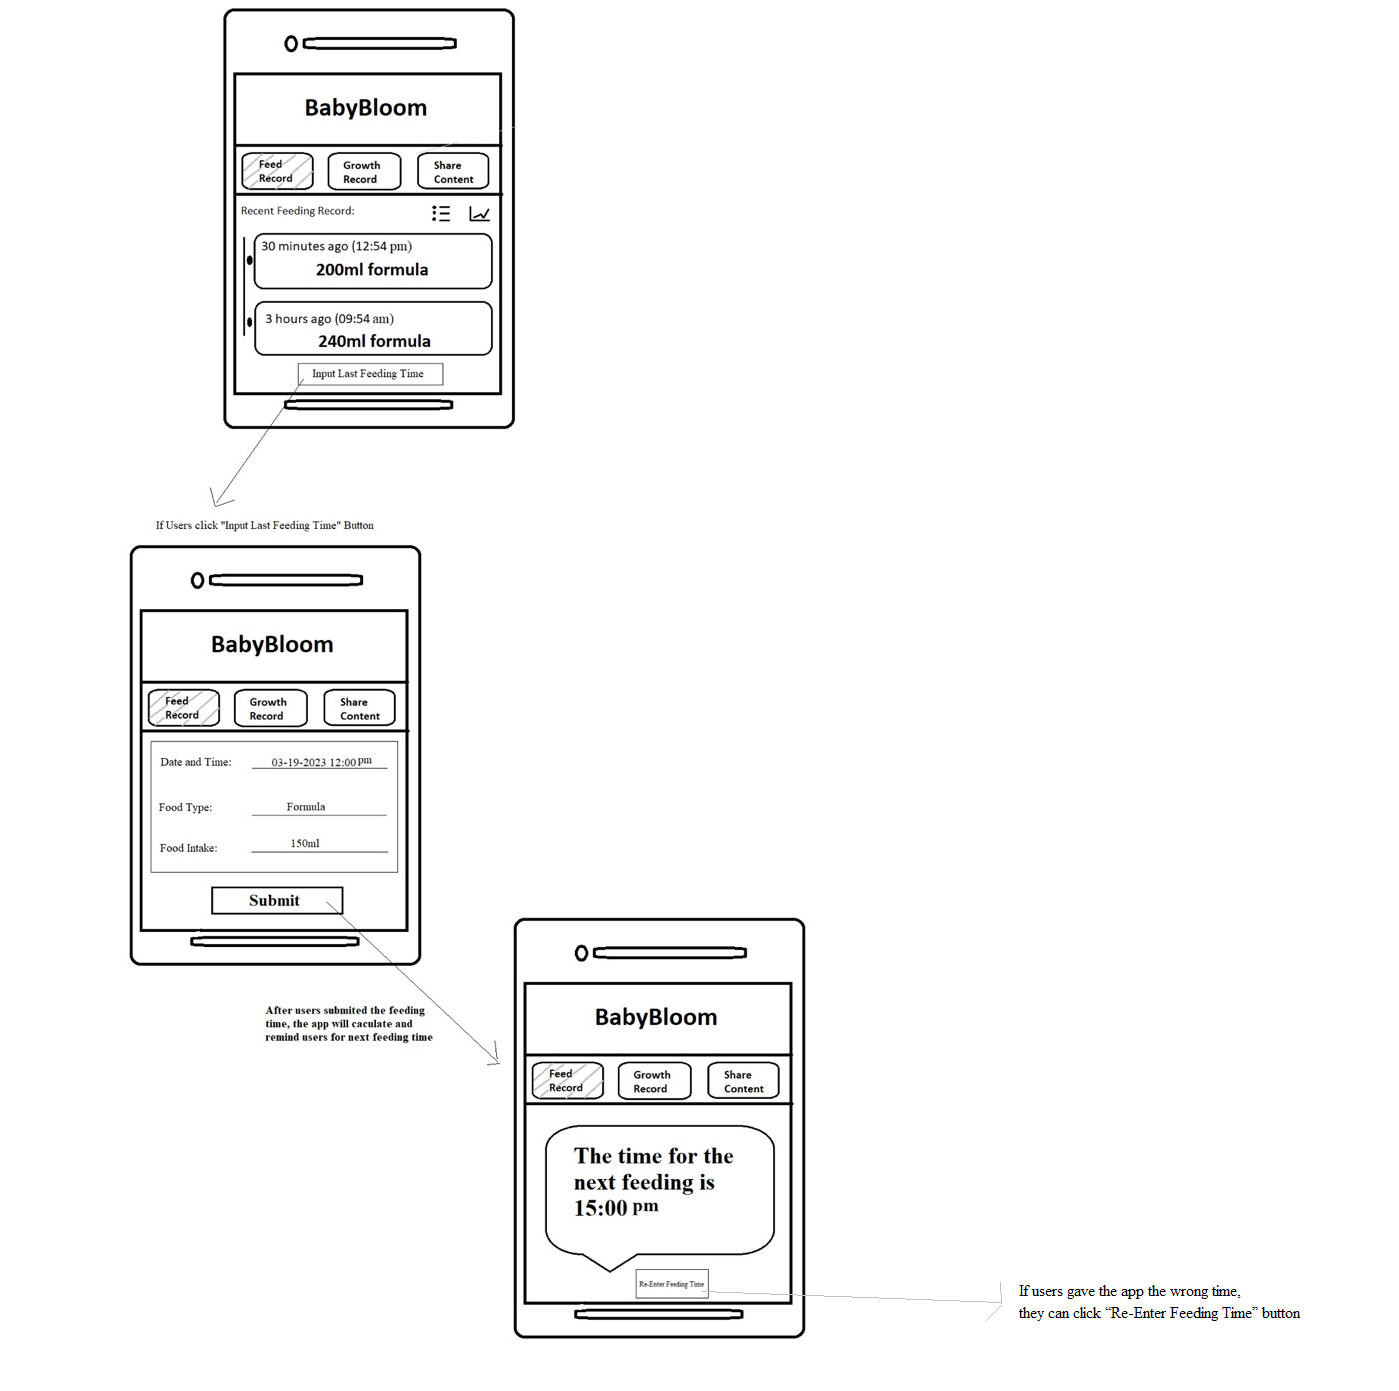 BabyBloom
Feed
Record
Growth
Record
Share
Content
Recent Feeding Record:
30 minutes ago (12:54 pm)
200ml formula
3 hours ago (09:54 am)
240ml formula
Input Last Feeding Time
If Users click "Input Last Feeding Time" Button
BabyBloom
Feed
Record
Growth
Record
Share
Content
Date and Time: 03-19-2023 12:00 pm
Food Type: Formula
Food Intake: 150ml
Submit
After users submited the feeding
time, the app will caculate and
remind users for next feeding time
BabyBloom
Feed
Record
Growth
Record
Share
Content
The time for the
next feeding is
15:00 pm
Re-Enter Feeding Time
If users gave the app the wrong time,
they can click “Re-Enter Feeding Time” button